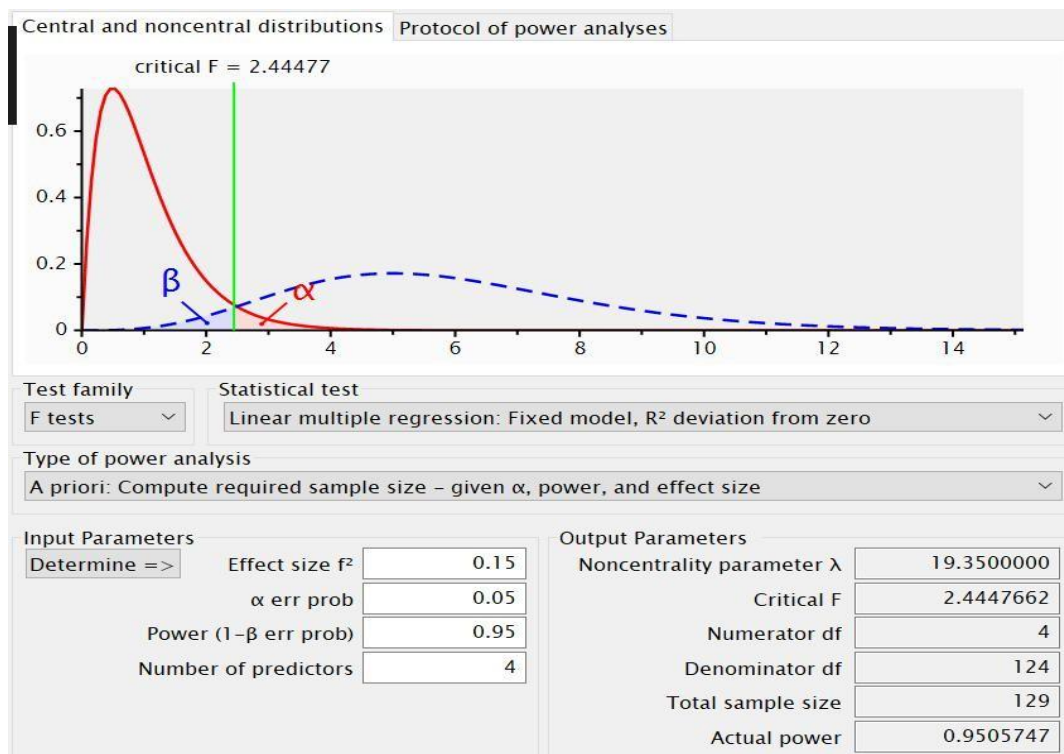 Central and noncentral distributions Protocol of power analyses
critical F = 2.44477
0.6
0.4
0.2
0
β
α
0 2 4 6 8 10 12 14
Test family
F tests
Statistical test
Linear multiple regression: Fixed model, R² deviation from zero
Type of power analysis
A priori: Compute required sample size – given α, power, and effect size
Input Parameters
Determine => Effect size f² 0.15
α err prob 0.05
Power (1–β err prob) 0.95
Number of predictors 4
Output Parameters
Noncentrality parameter λ 19.3500000
Critical F 2.4447662
Numerator df 4
Denominator df 124
Total sample size 129
Actual power 0.9505747